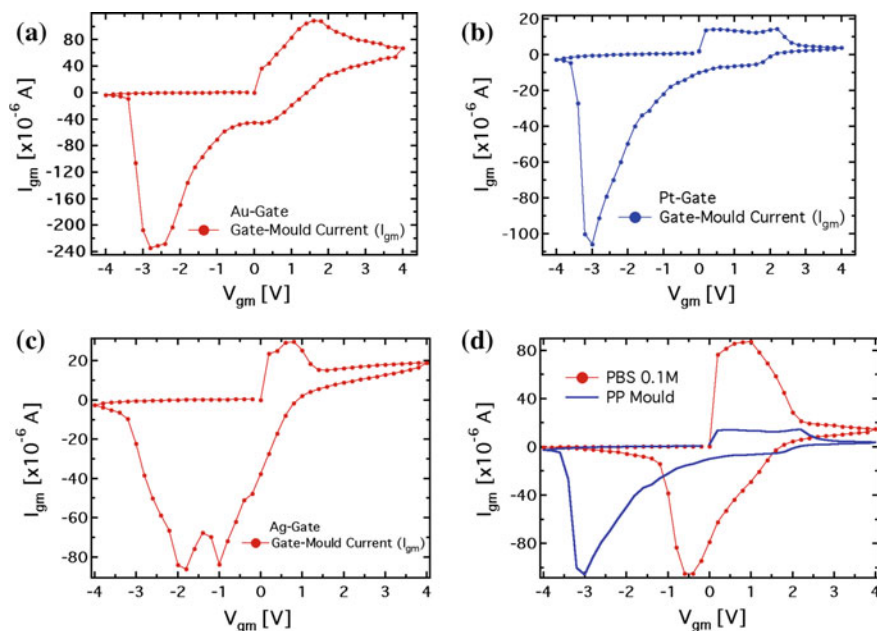 (a)
I_gm [x10⁻⁶ A]
80
40
0
-40
-80
-120
-160
-200
-240
Au-Gate
Gate-Mould Current (I_gm)
-4 -3 -2 -1 0 1 2 3 4
V_gm [V]
(b)
I_gm [x10⁻⁶ A]
20
0
-20
-40
-60
-80
-100
Pt-Gate
Gate-Mould Current (I_gm)
-4 -3 -2 -1 0 1 2 3 4
V_gm [V]
(c)
I_gm [x10⁻⁶ A]
20
0
-20
-40
-60
-80
Ag-Gate
Gate-Mould Current (I_gm)
-4 -3 -2 -1 0 1 2 3 4
V_gm [V]
(d)
I_gm [x10⁻⁶ A]
80
40
0
-40
-80
PBS 0.1M
PP Mould
-4 -3 -2 -1 0 1 2 3 4
V_gm [V]